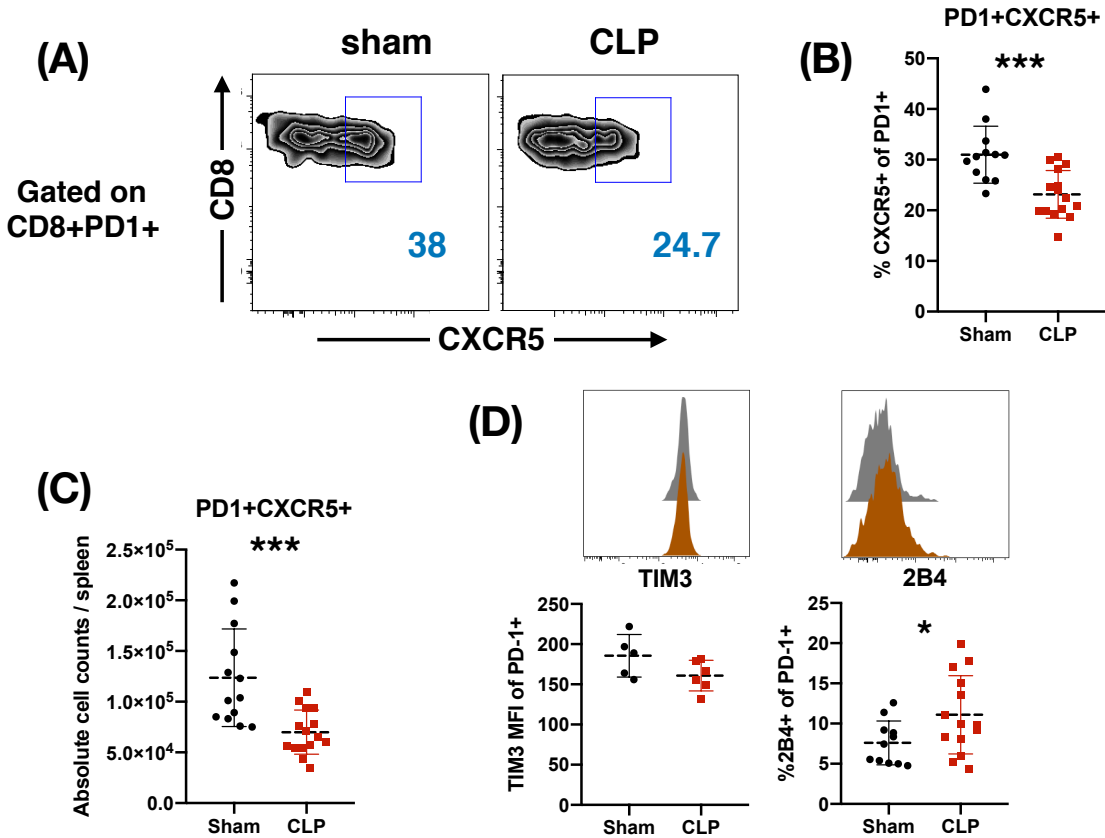 (A)
sham
CLP
Gated on
CD8+PD1+
CD8
38
24.7
CXCR5
(B)
PD1+CXCR5+
***
% CXCR5+ of PD1+
50
40
30
20
10
0
Sham
CLP
(C)
PD1+CXCR5+
***
Absolute cell counts / spleen
2.5×10⁵
2.0×10⁵
1.5×10⁵
1.0×10⁵
5.0×10⁴
0.0
Sham
CLP
(D)
TIM3
TIM3 MFI of PD-1+
250
200
150
100
50
0
Sham
CLP
2B4
*
%2B4+ of PD-1+
15
10
5
0
Sham
CLP